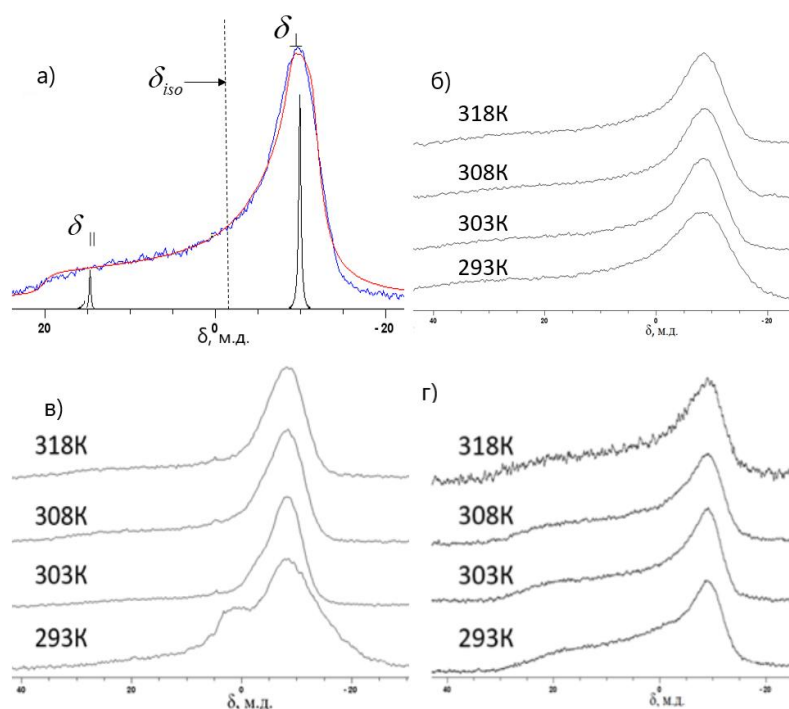 а)
δ⊥
δiso
δ||
20
0
-20
δ, м.д.
б)
318К
308К
303К
293К
40
20
0
-20
δ, м.д.
в)
318К
308К
303К
293К
40
20
0
-20
δ, м.д.
г)
318К
308К
303К
293К
40
20
0
-20
δ, м.д.